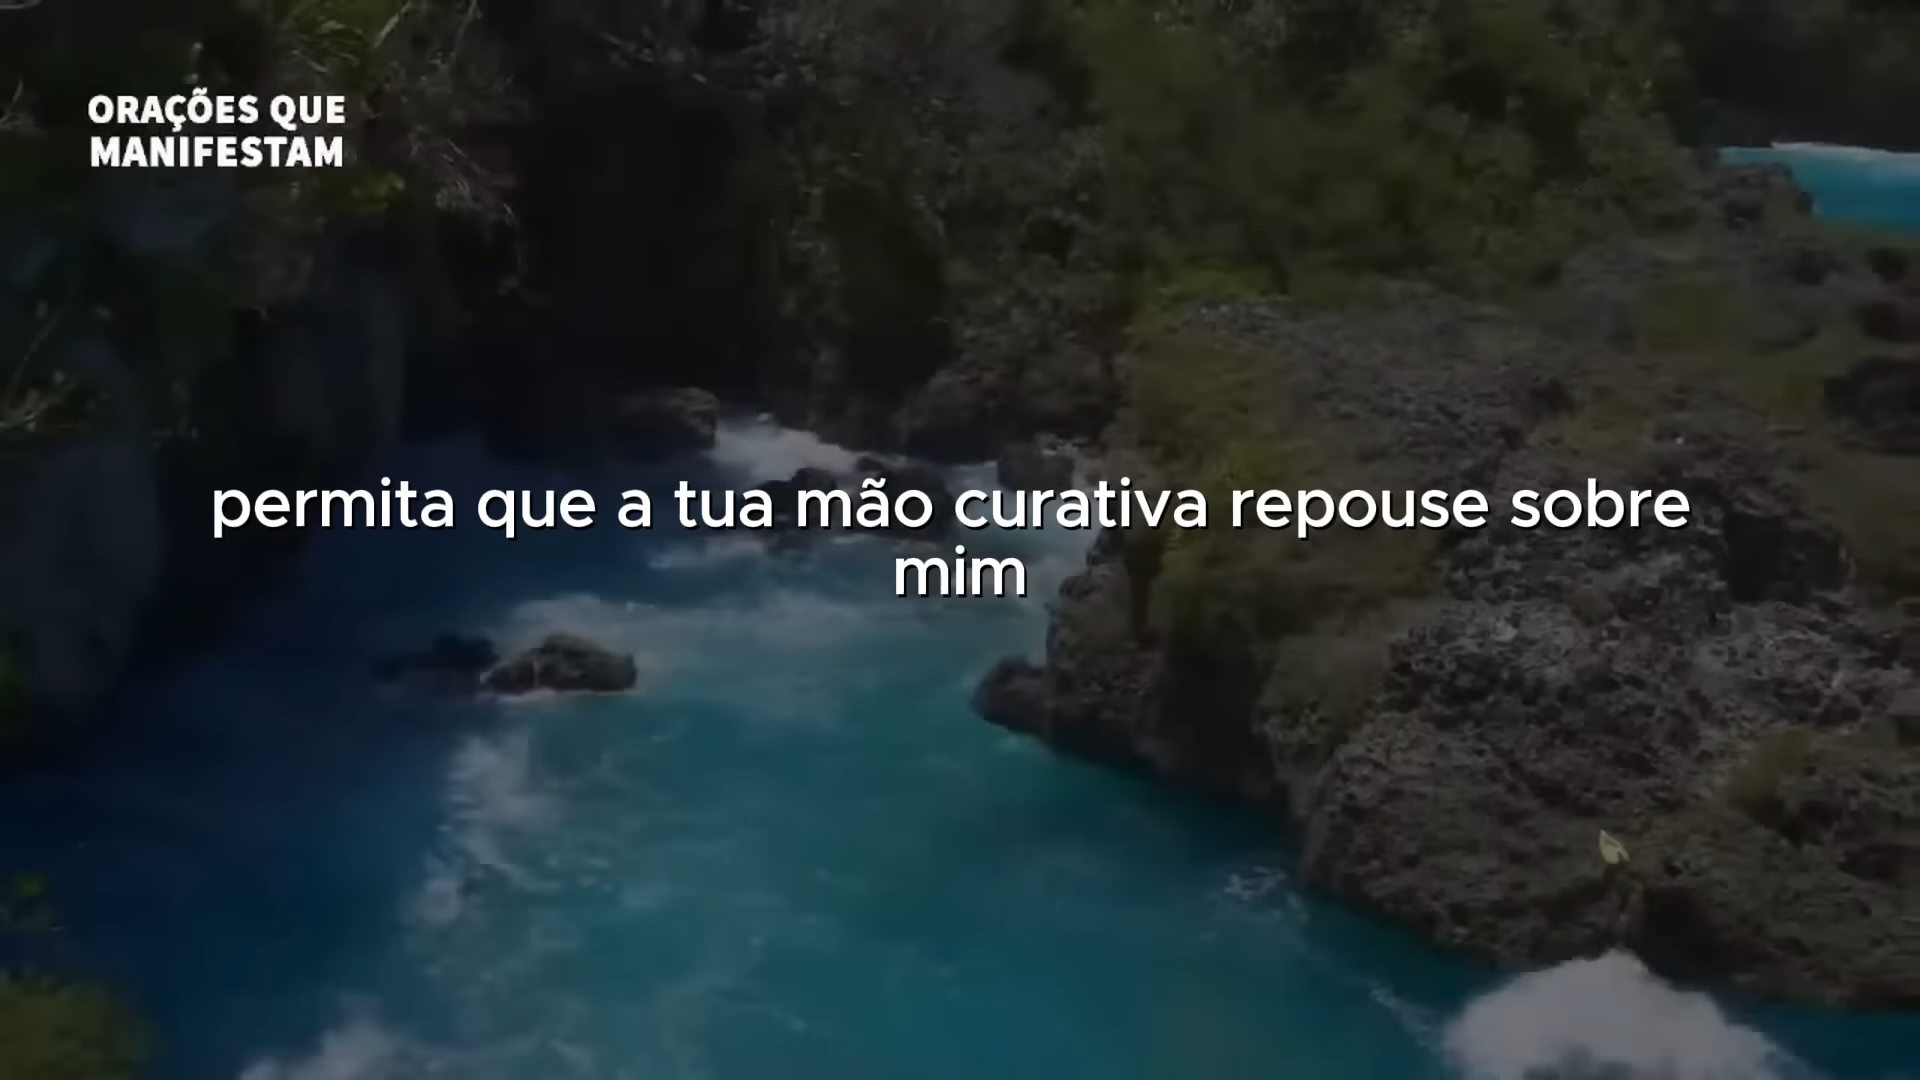 ORAÇÕES QUE
MANIFESTAM
permita que a tua mão curativa repouse sobre
mim